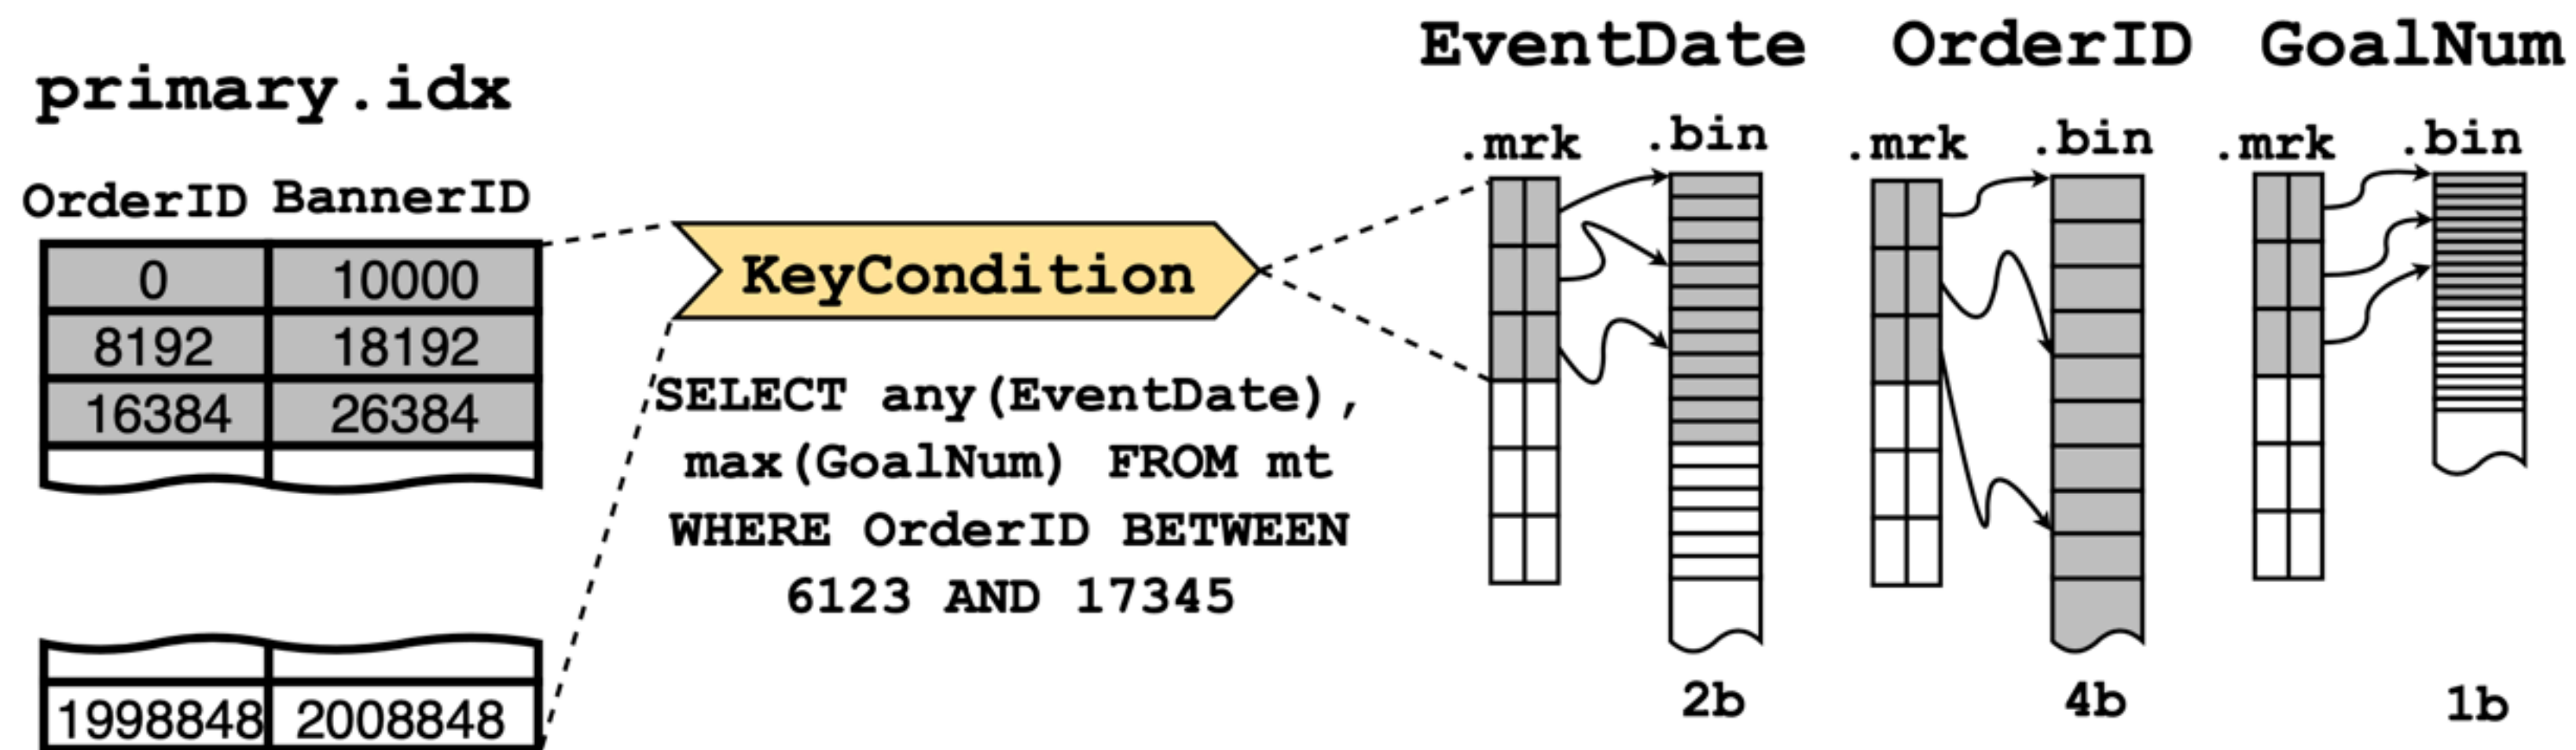 primary.idx
OrderID BannerID
0 10000
8192 18192
16384 26384
1998848 2008848
KeyCondition
SELECT any(EventDate),
max(GoalNum) FROM mt
WHERE OrderID BETWEEN
6123 AND 17345
EventDate OrderID GoalNum
.mrk .bin .mrk .bin .mrk .bin
2b 4b 1b